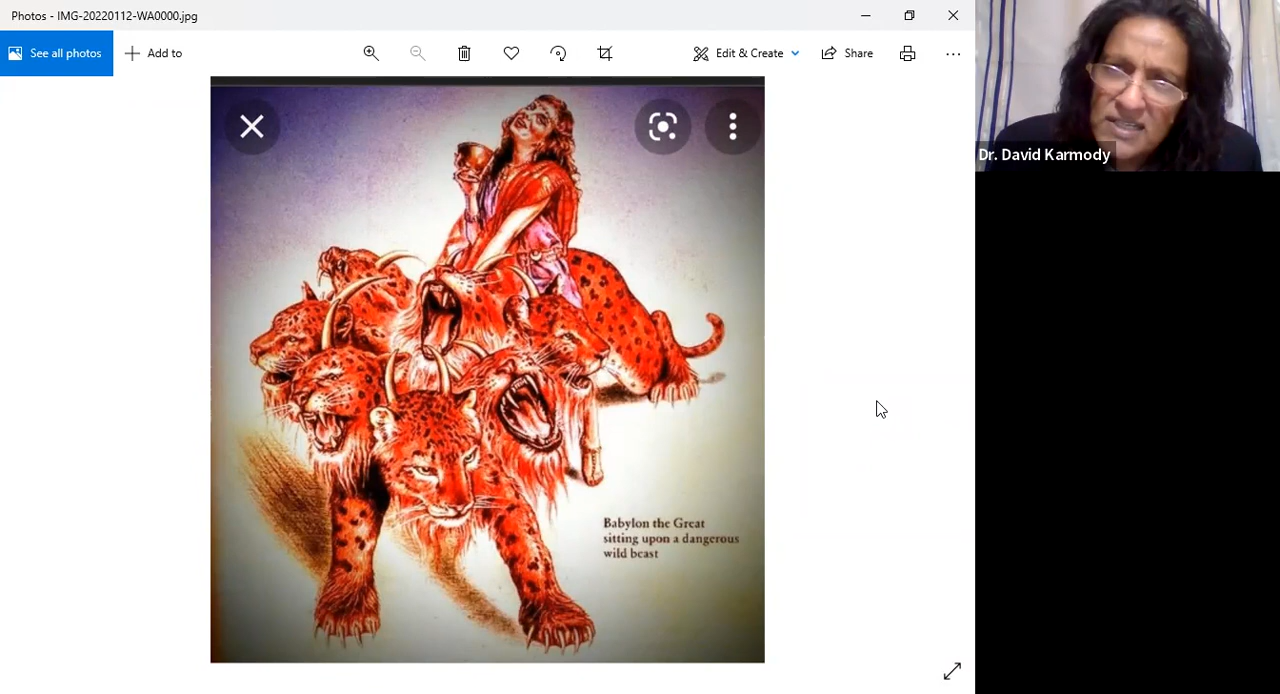 Photos - IMG-20220112-WA0000.jpg
See all photos
Add to
Edit & Create
Share
Dr. David Karmody
Babylon the Great
sitting upon a dangerous
wild beast